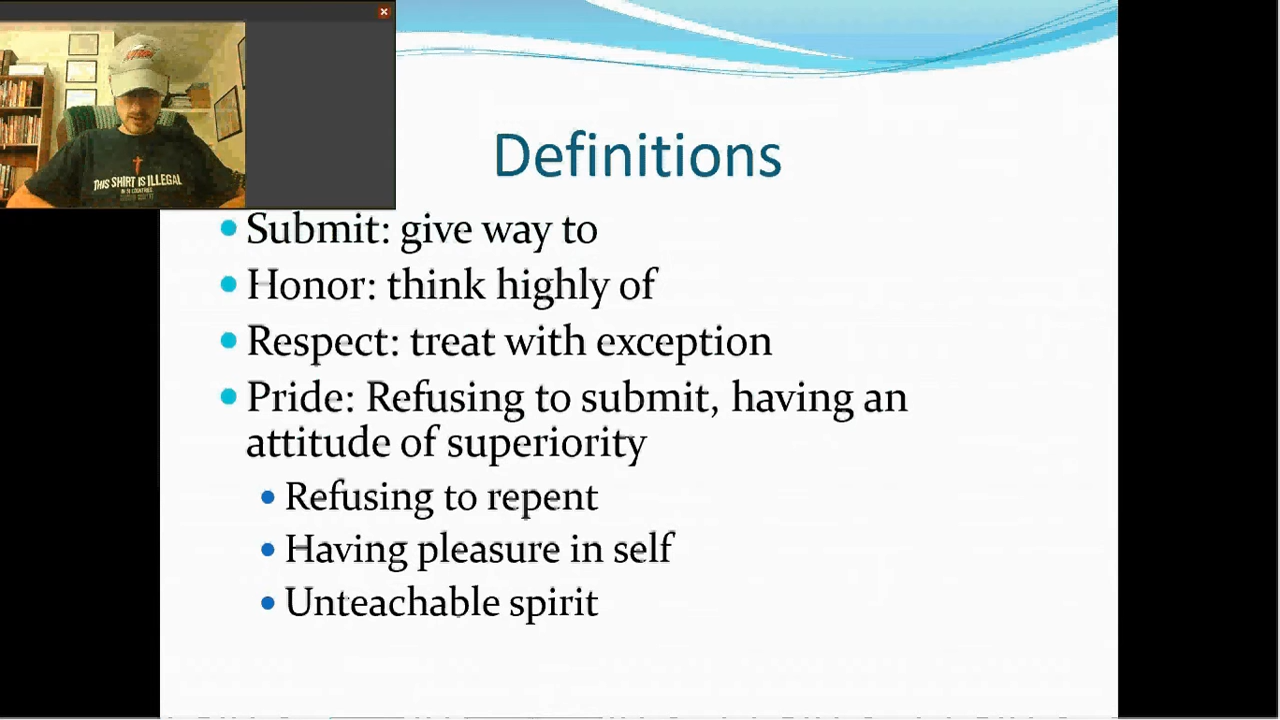 THIS SHIRT IS ILLEGAL
Definitions
Submit: give way to
Honor: think highly of
Respect: treat with exception
Pride: Refusing to submit, having an
attitude of superiority
Refusing to repent
Having pleasure in self
Unteachable spirit